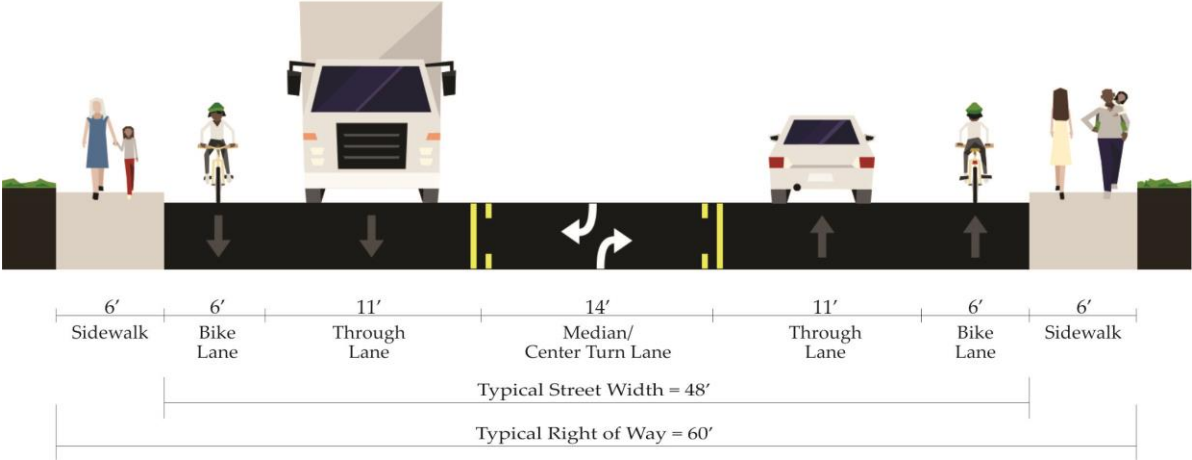 6′ 6′ 11′ 14′ 11′ 6′ 6′
Sidewalk Bike Through Median/ Through Bike Sidewalk
Lane Lane Center Turn Lane Lane Lane
Typical Street Width = 48′
Typical Right of Way = 60′